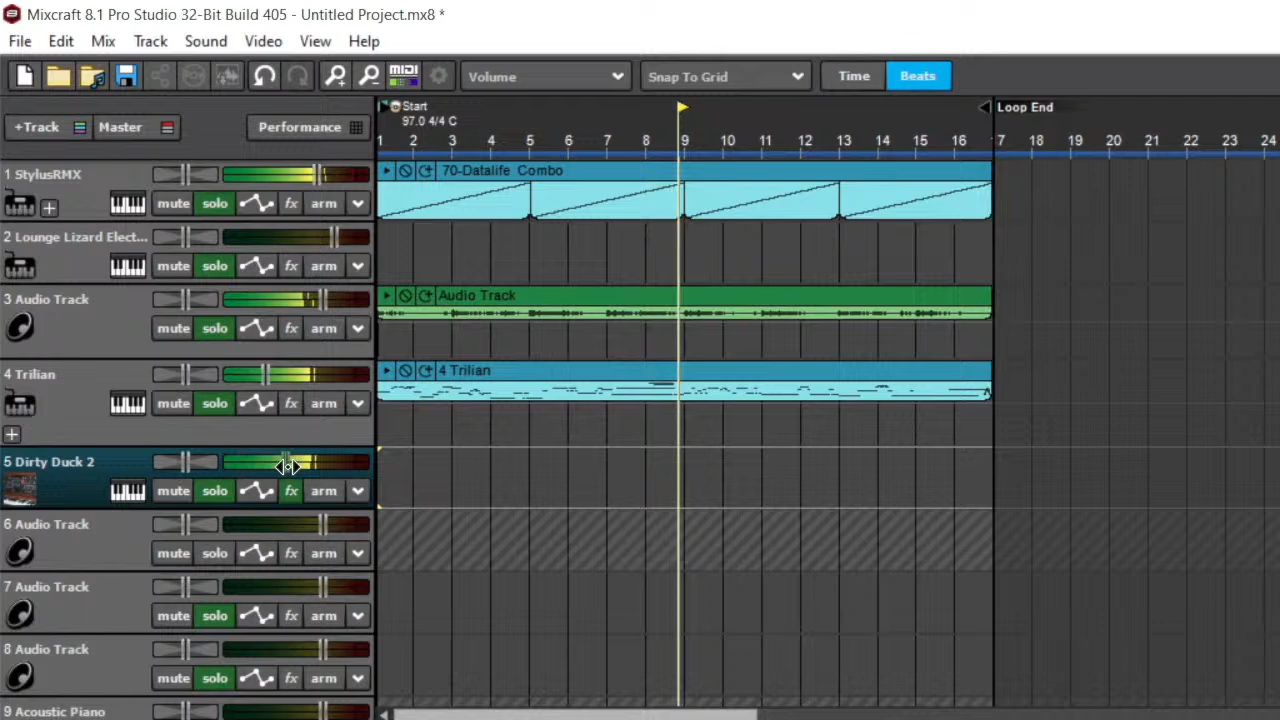 Mixcraft 8.1 Pro Studio 32-Bit Build 405 - Untitled Project.mx8 *
File Edit Mix Track Sound Video View Help
MIDI Volume Snap To Grid Time Beats
+Track Master Performance
Start Loop End
97.0 4/4 C
1 2 3 4 5 6 7 8 9 10 11 12 13 14 15 16 7 18 19 20 21 22 23 24
1 StylusRMX 70-Datalife Combo
mute solo fx arm
2 Lounge Lizard Elect...
mute solo fx arm
3 Audio Track Audio Track
mute solo fx arm
4 Trilian 4 Trilian
mute solo fx arm
5 Dirty Duck 2
mute solo fx arm
6 Audio Track
mute solo fx arm
7 Audio Track
mute solo fx arm
8 Audio Track
mute solo fx arm
9 Acoustic Piano